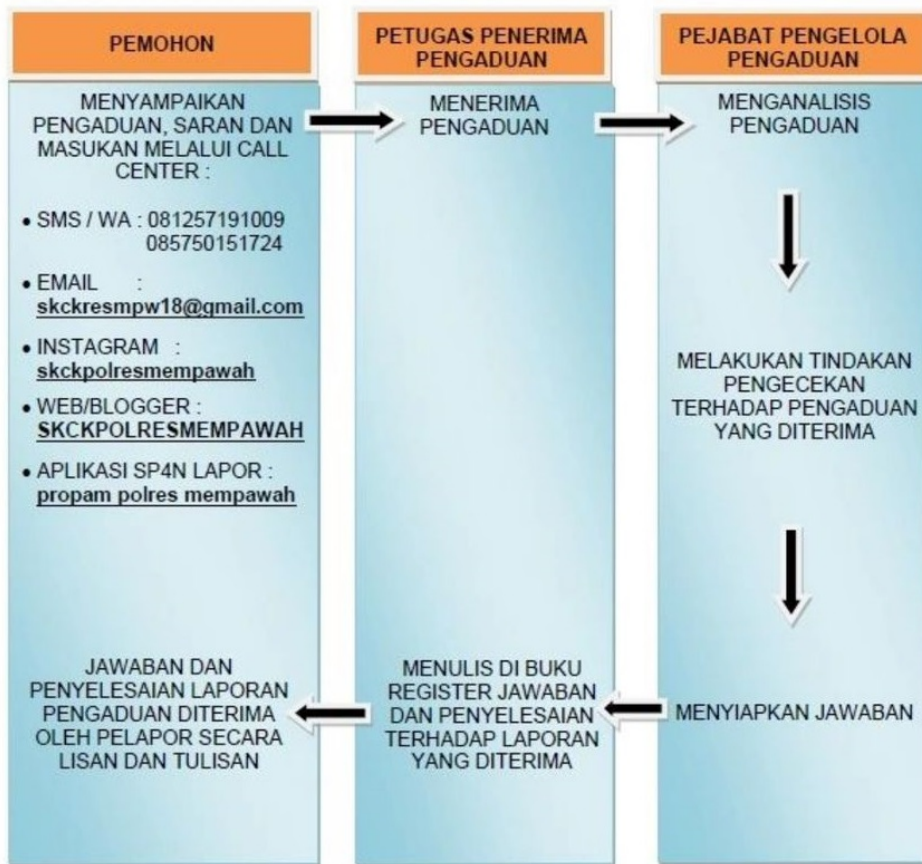 PEMOHON
MENYAMPAIKAN
PENGADUAN, SARAN DAN
MASUKAN MELALUI CALL
CENTER :
• SMS / WA : 081257191009
085750151724
• EMAIL :
skckresmpw18@gmail.com
• INSTAGRAM :
skckpolresmempawah
• WEB/BLOGGER :
SKCKPOLRESMEMPAWAH
• APLIKASI SP4N LAPOR :
propam polres mempawah
JAWABAN DAN
PENYELESAIAN LAPORAN
PENGADUAN DITERIMA
OLEH PELAPOR SECARA
LISAN DAN TULISAN
PETUGAS PENERIMA
PENGADUAN
MENERIMA
PENGADUAN
MENULIS DI BUKU
REGISTER JAWABAN
DAN PENYELESAIAN
TERHADAP LAPORAN
YANG DITERIMA
PEJABAT PENGELOLA
PENGADUAN
MENGANALISIS
PENGADUAN
MELAKUKAN TINDAKAN
PENGECEKAN
TERHADAP PENGADUAN
YANG DITERIMA
MENYIAPKAN JAWABAN